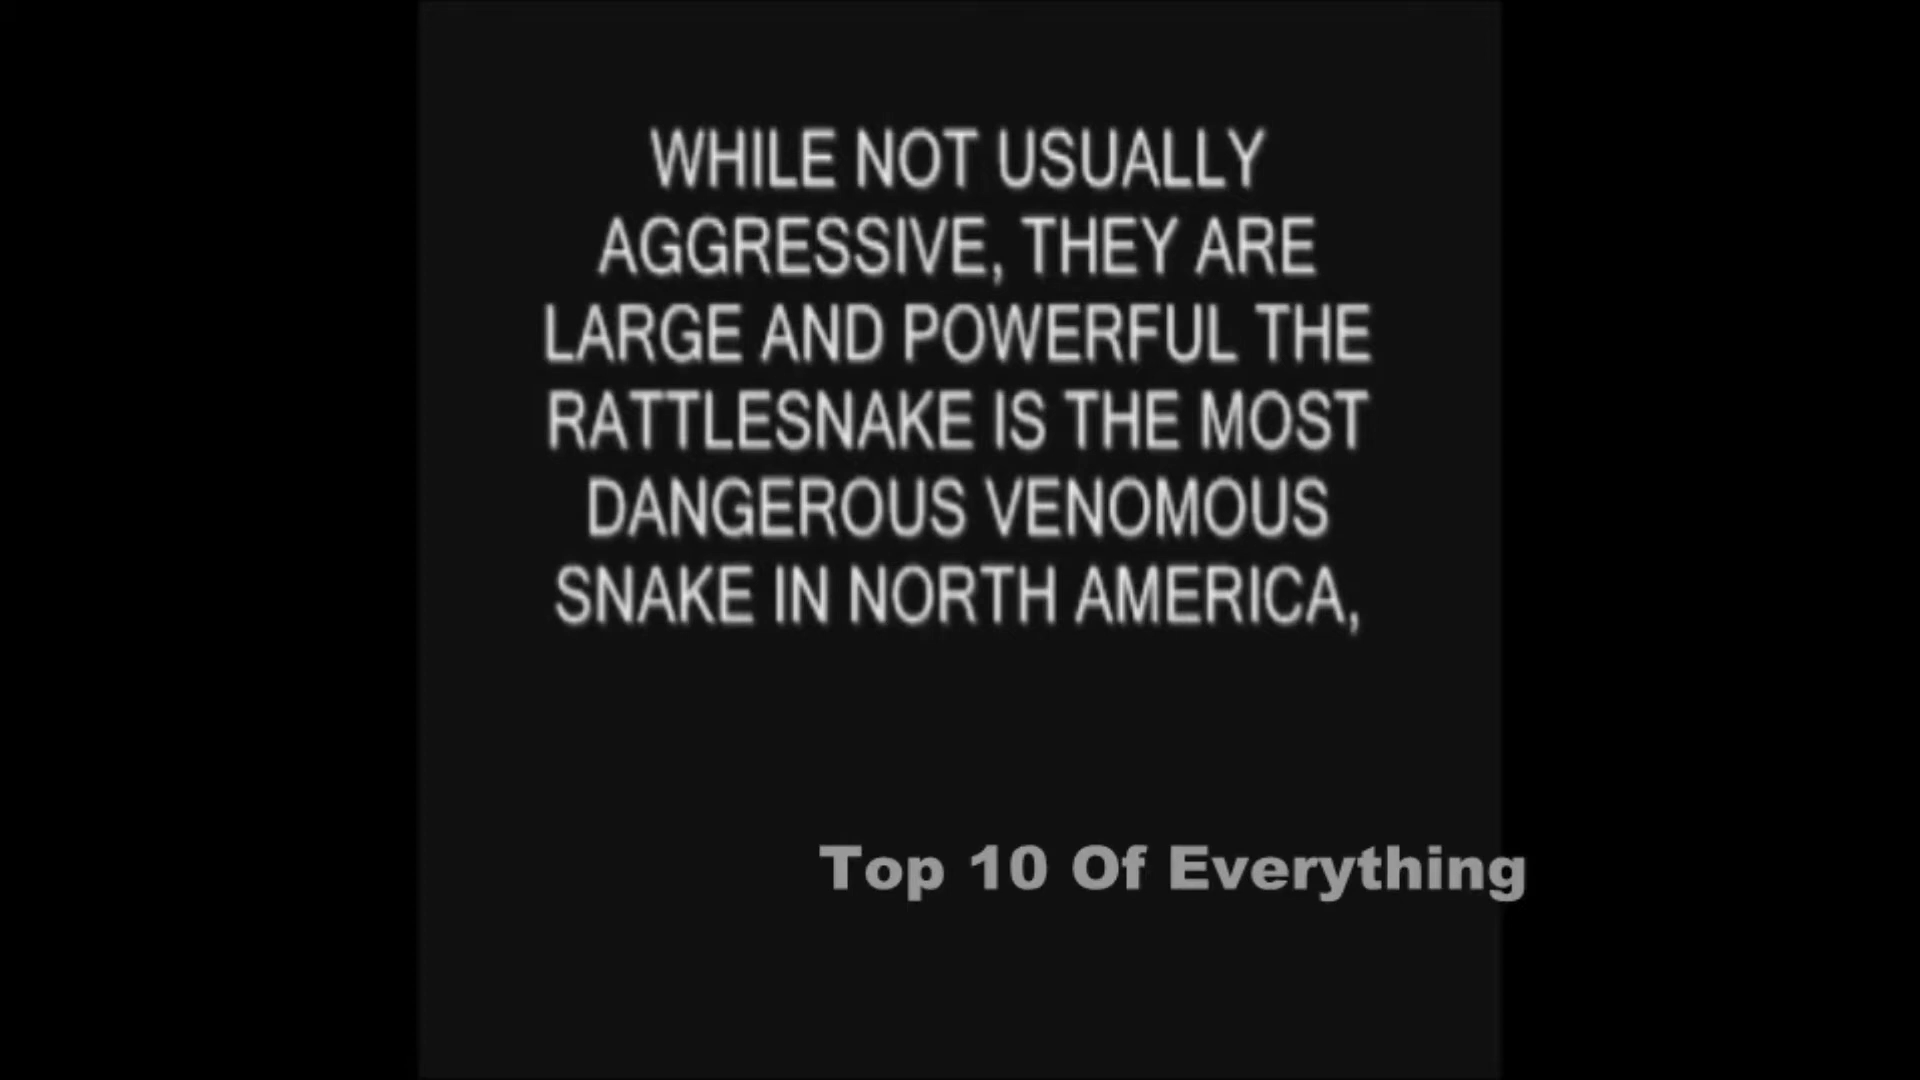 WHILE NOT USUALLY
AGGRESSIVE, THEY ARE
LARGE AND POWERFUL THE
RATTLESNAKE IS THE MOST
DANGEROUS VENOMOUS
SNAKE IN NORTH AMERICA,
Top 10 Of Everything